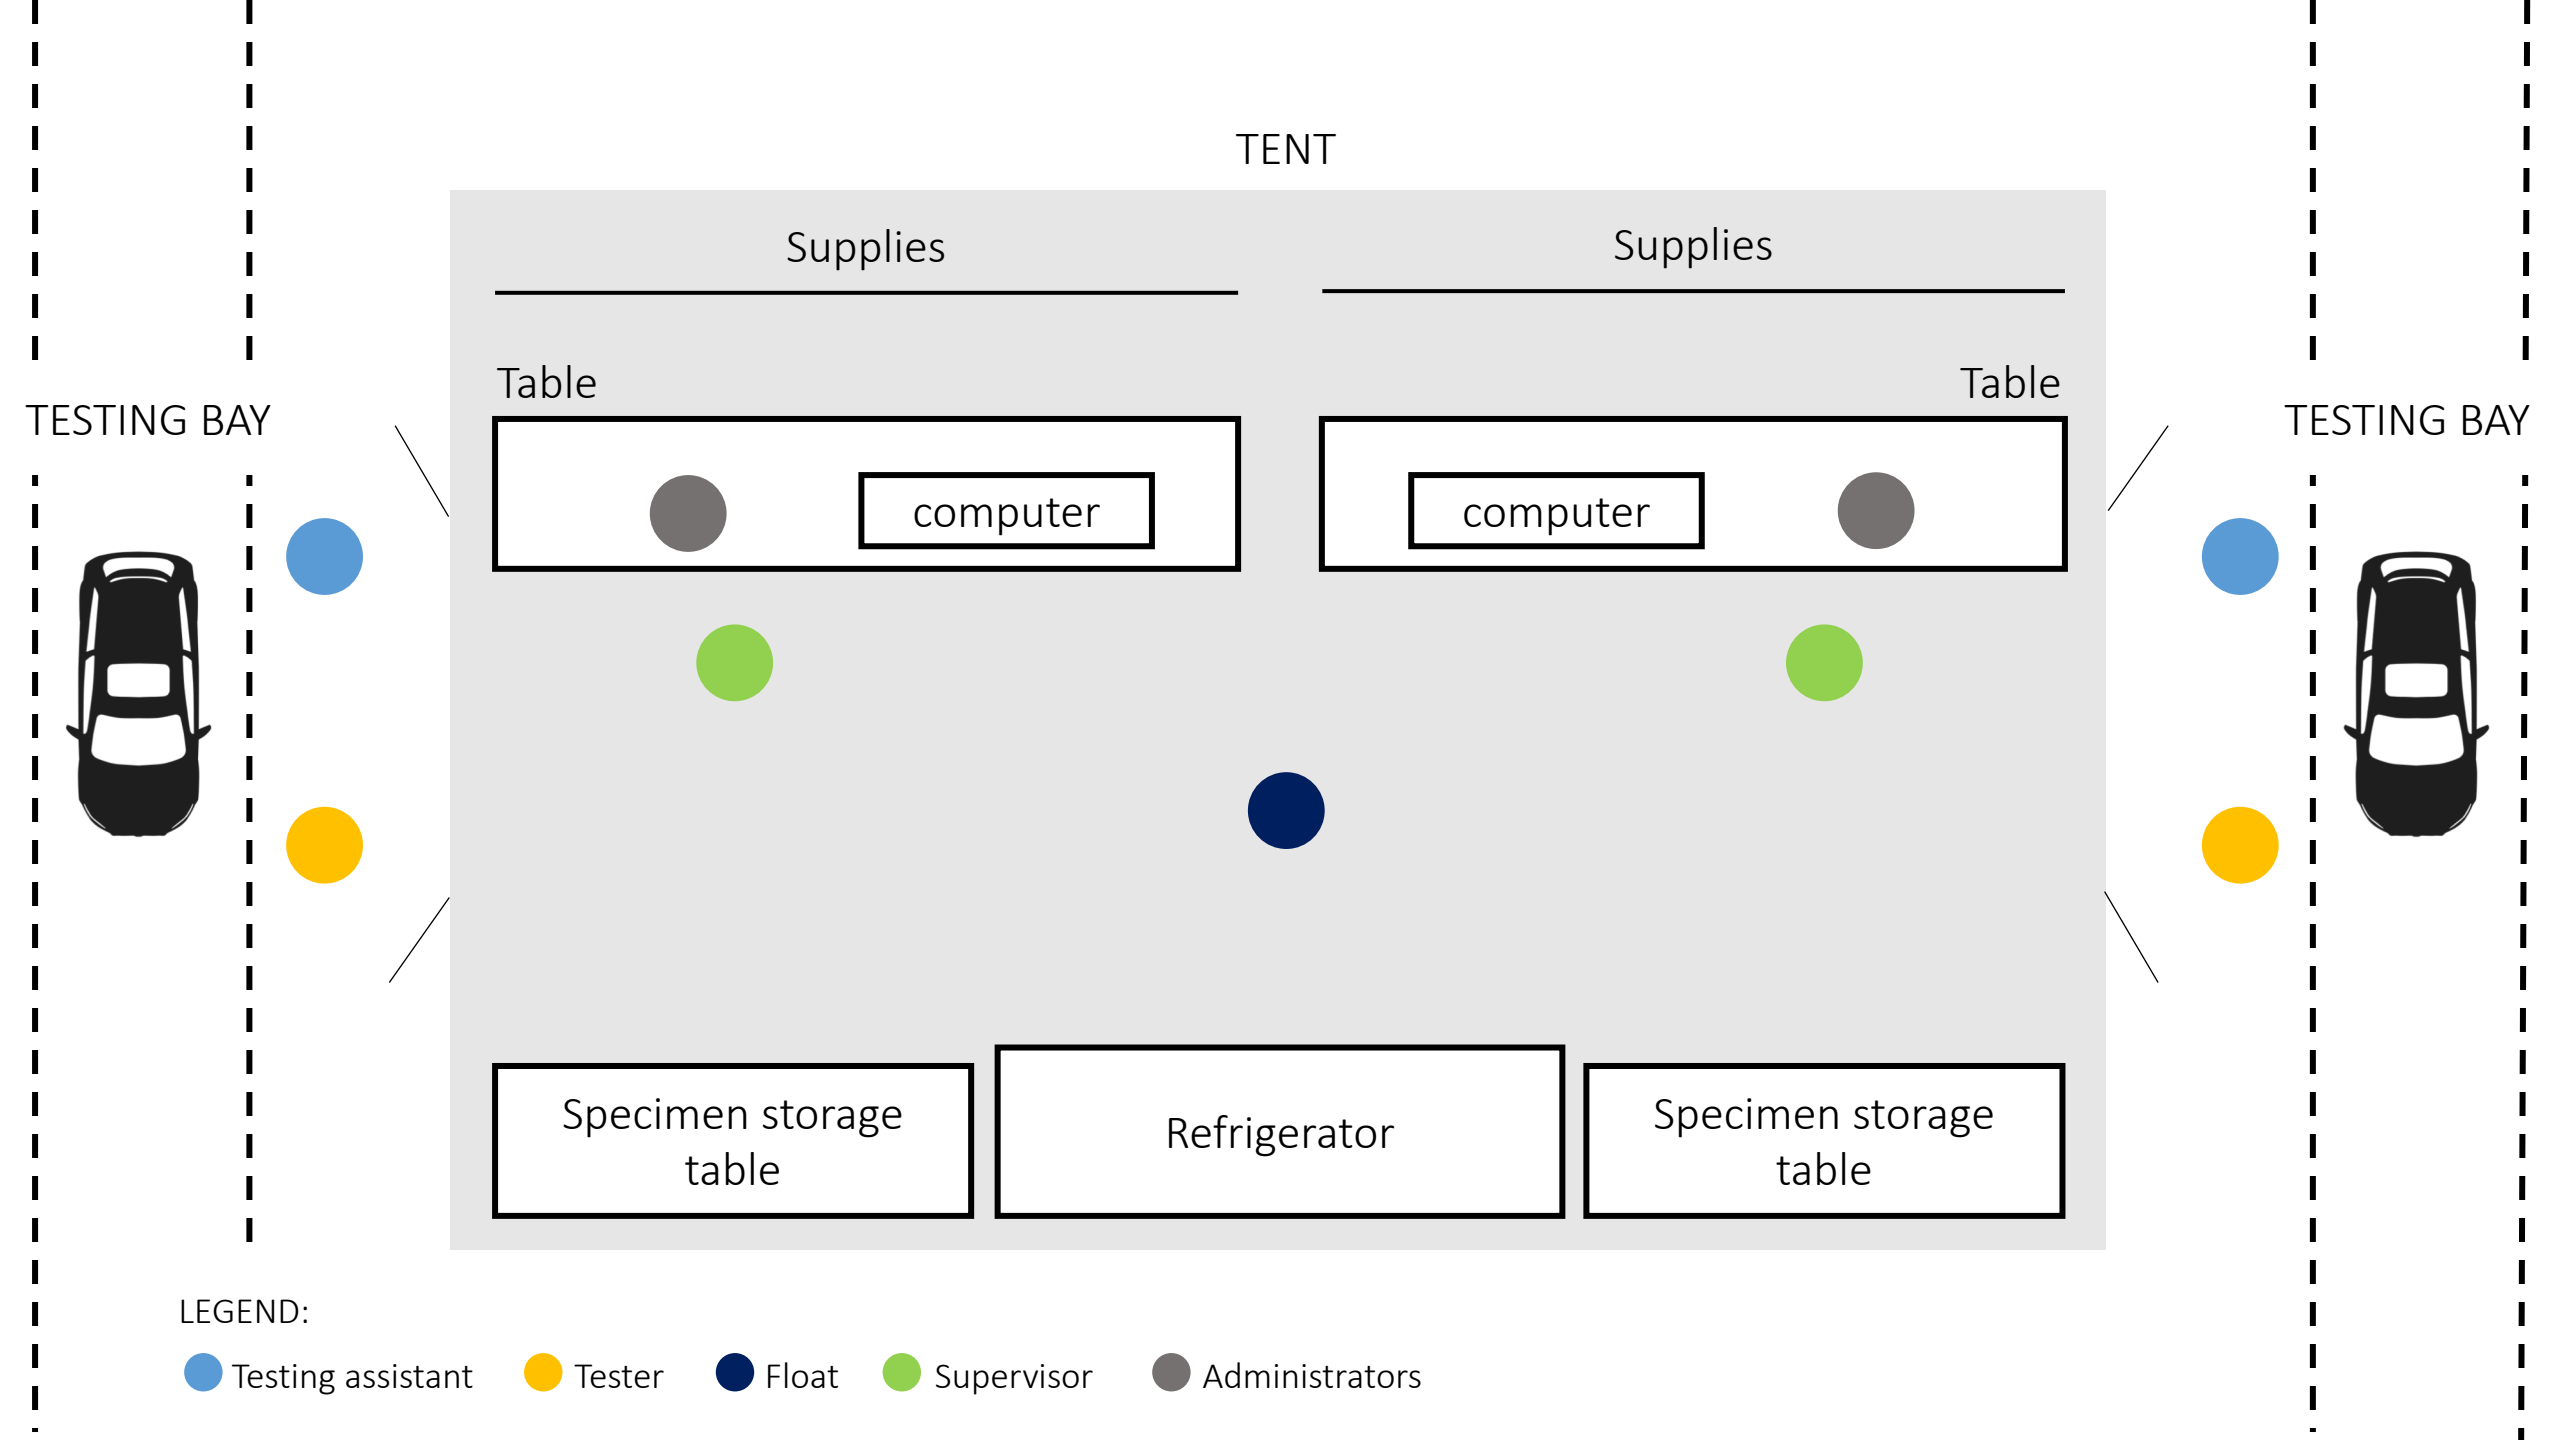 TENT
Supplies
Supplies
Table
Table
TESTING BAY
TESTING BAY
computer
computer
Specimen storage
table
Refrigerator
Specimen storage
table
LEGEND:
Testing assistant
Tester
Float
Supervisor
Administrators